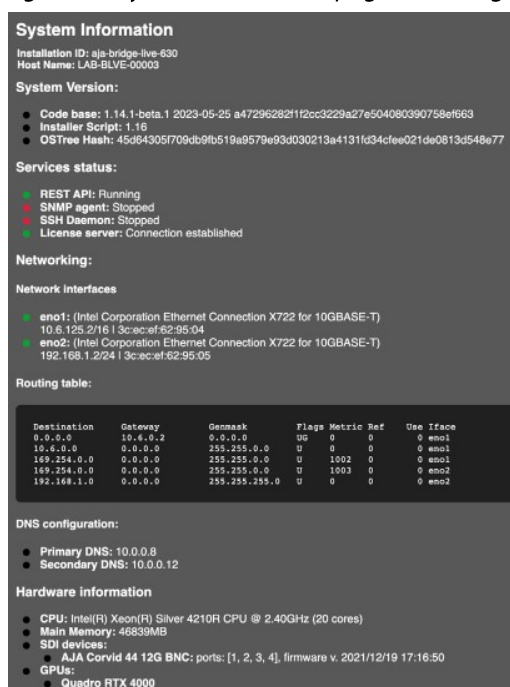 System Information
Installation ID: aja-bridge-live-630
Host Name: LAB-BLVE-00003
System Version:
Code base: 1.14.1-beta.1 2023-05-25 a47296282f1f2cc3229a27e504080390758ef663
Installer Script: 1.16
OSTree Hash: 45d64305f709db9fb519a9579e93d030213a4131fd34cfee021de0813d548e77
Services status:
REST API: Running
SNMP agent: Stopped
SSH Daemon: Stopped
License server: Connection established
Networking:
Network interfaces
eno1: (Intel Corporation Ethernet Connection X722 for 10GBASE-T)
10.6.125.2/16 | 3c:ec:ef:62:95:04
eno2: (Intel Corporation Ethernet Connection X722 for 10GBASE-T)
192.168.1.2/24 | 3c:ec:ef:62:95:05
Routing table:
Destination Gateway Genmask Flags Metric Ref Use Iface
0.0.0.0 10.6.0.2 0.0.0.0 UG 0 0 0 eno1
10.6.0.0 0.0.0.0 255.255.0.0 U 0 0 0 eno1
169.254.0.0 0.0.0.0 255.255.0.0 U 1002 0 0 eno1
169.254.0.0 0.0.0.0 255.255.0.0 U 1003 0 0 eno2
192.168.1.0 0.0.0.0 255.255.255.0 U 0 0 0 eno2
DNS configuration:
Primary DNS: 10.0.0.8
Secondary DNS: 10.0.0.12
Hardware information
CPU: Intel(R) Xeon(R) Silver 4210R CPU @ 2.40GHz (20 cores)
Main Memory: 46839MB
SDI devices:
AJA Corvid 44 12G BNC: ports: [1, 2, 3, 4], firmware v. 2021/12/19 17:16:50
GPUs:
Quadro RTX 4000